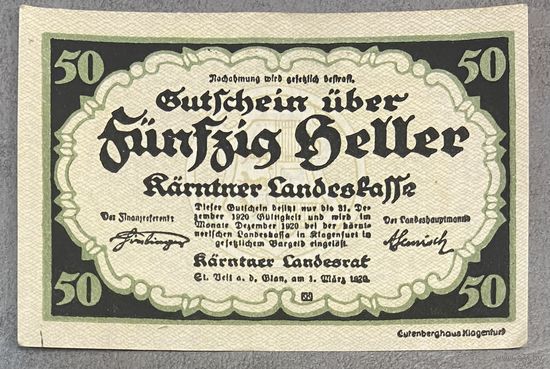 50 50
Nachahmung wird gesetzlich bestraft.
Gutschein über
Fünfzig Heller
Kärntner Landeskasse
Dieser Gutschein besitzt nur bis 31. De-
zember 1920 Gültigkeit und wird im
Monate Dezember 1920 bei der kärnt-
nerischen Landeskassa in Klagenfurt in
gesetzlichem Bargeld eingelöst.
Der Finanzreferent:
Der Landeshauptmann:
Kärntner Landesrat
St. Veit a. d. Glan, am 1. März 1920.
50 50
Gutenberghaus Klagenfurt